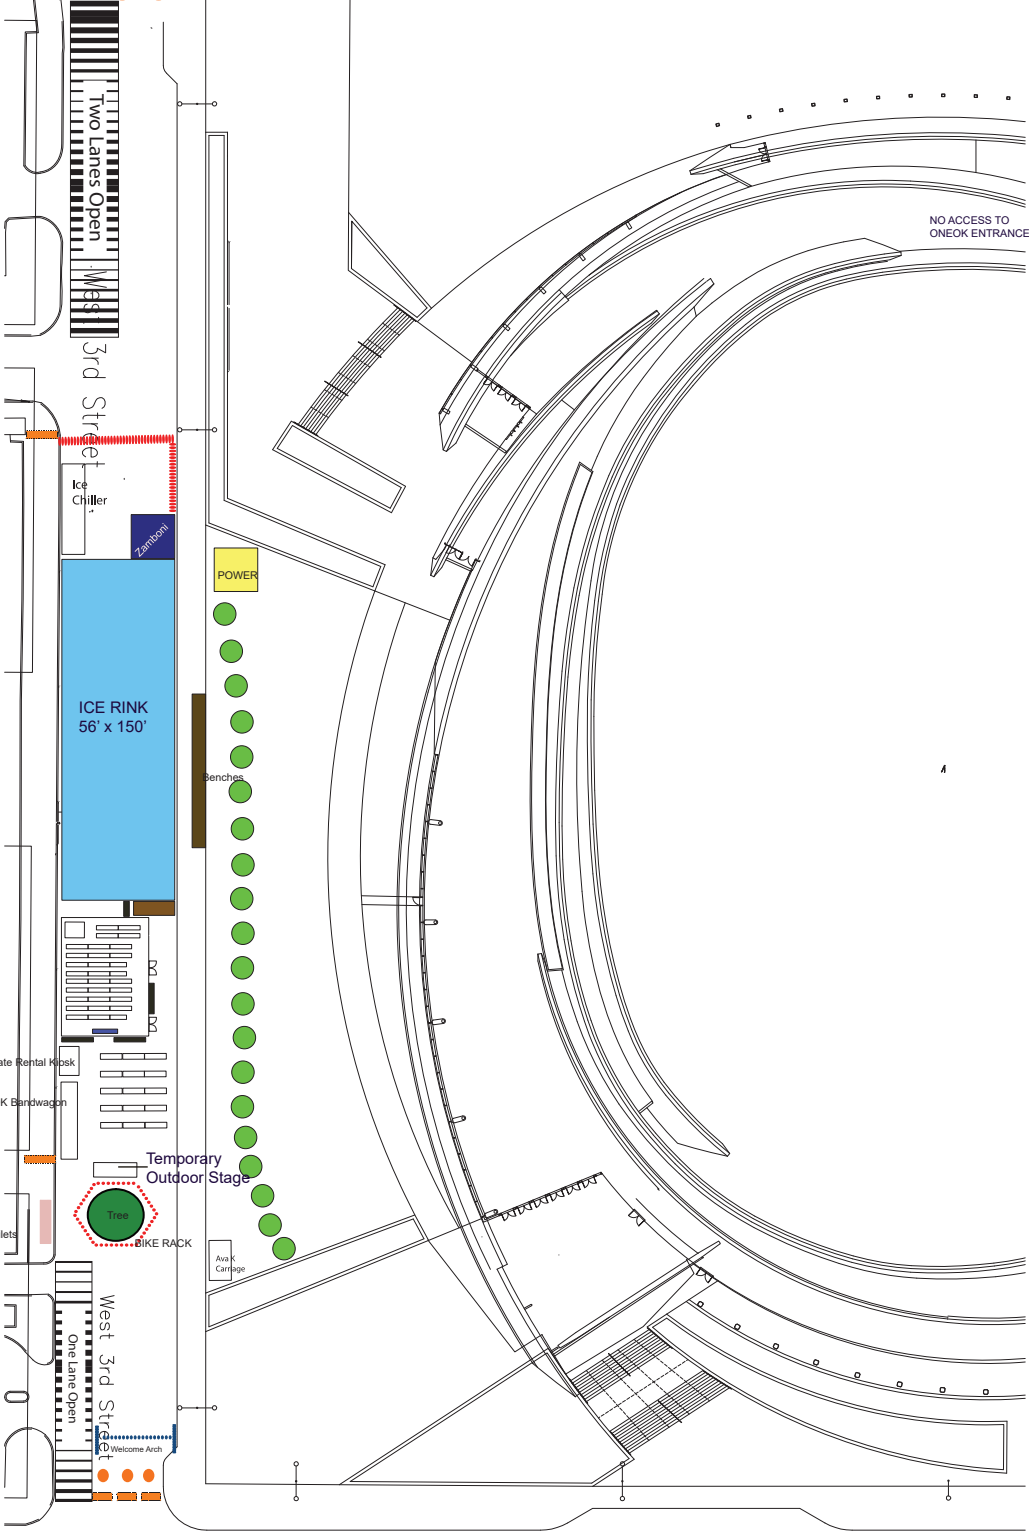 Two Lanes Open
NO ACCESS TO
ONEOK ENTRANCE
West 3rd Street
Ice
Chiller
Zamboni
POWER
ICE RINK
56' x 150'
Benches
ate Rental Kiosk
K Bandwagon
Temporary
Outdoor Stage
Tree
lets
BIKE RACK
Ava K
Carriage
West 3rd Street
One Lane Open
Welcome Arch